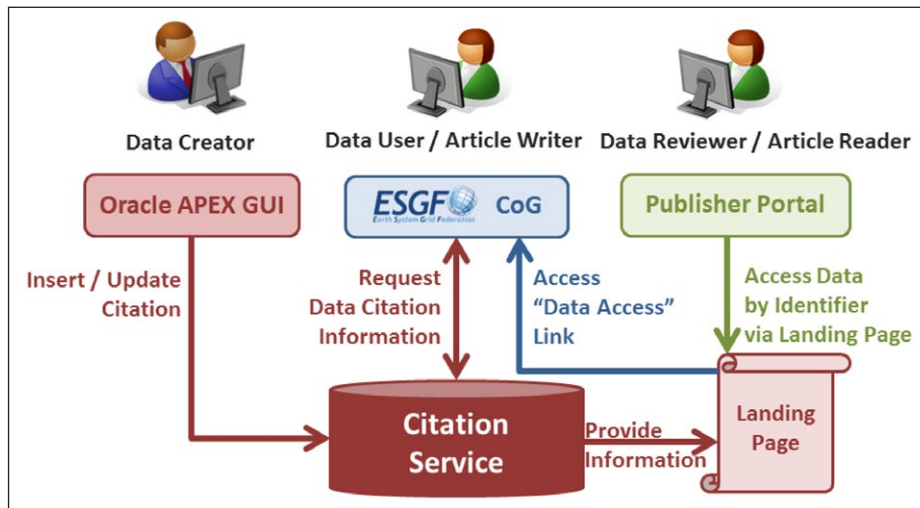 Data Creator
Data User / Article Writer
Data Reviewer / Article Reader
Oracle APEX GUI
ESGF CoG
Earth System Grid Federation
Publisher Portal
Insert / Update
Citation
Request
Data Citation
Information
Access
“Data Access”
Link
Access Data
by Identifier
via Landing Page
Citation
Service
Provide
Information
Landing
Page